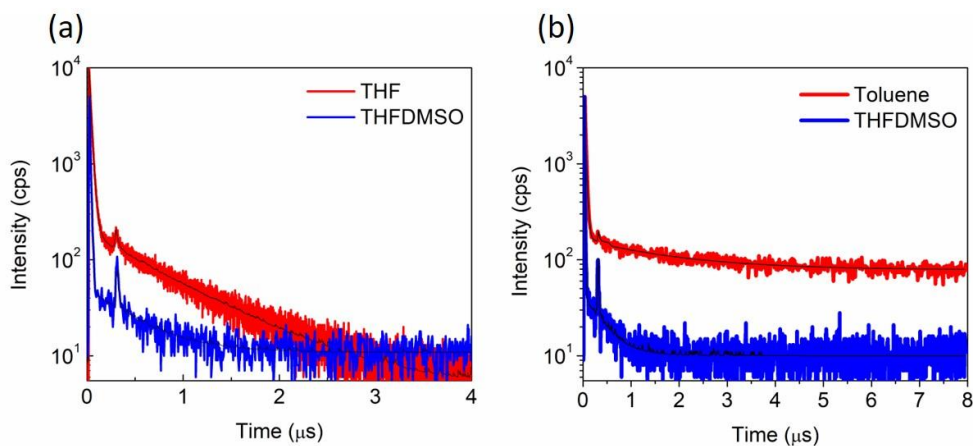 (a)
(b)
10⁴
10³
10²
10¹
THF
THFDMSO
Intensity (cps)
0
1
2
3
4
Time (μs)
10⁴
10³
10²
10¹
Toluene
THFDMSO
Intensity (cps)
0
1
2
3
4
5
6
7
8
Time (μs)